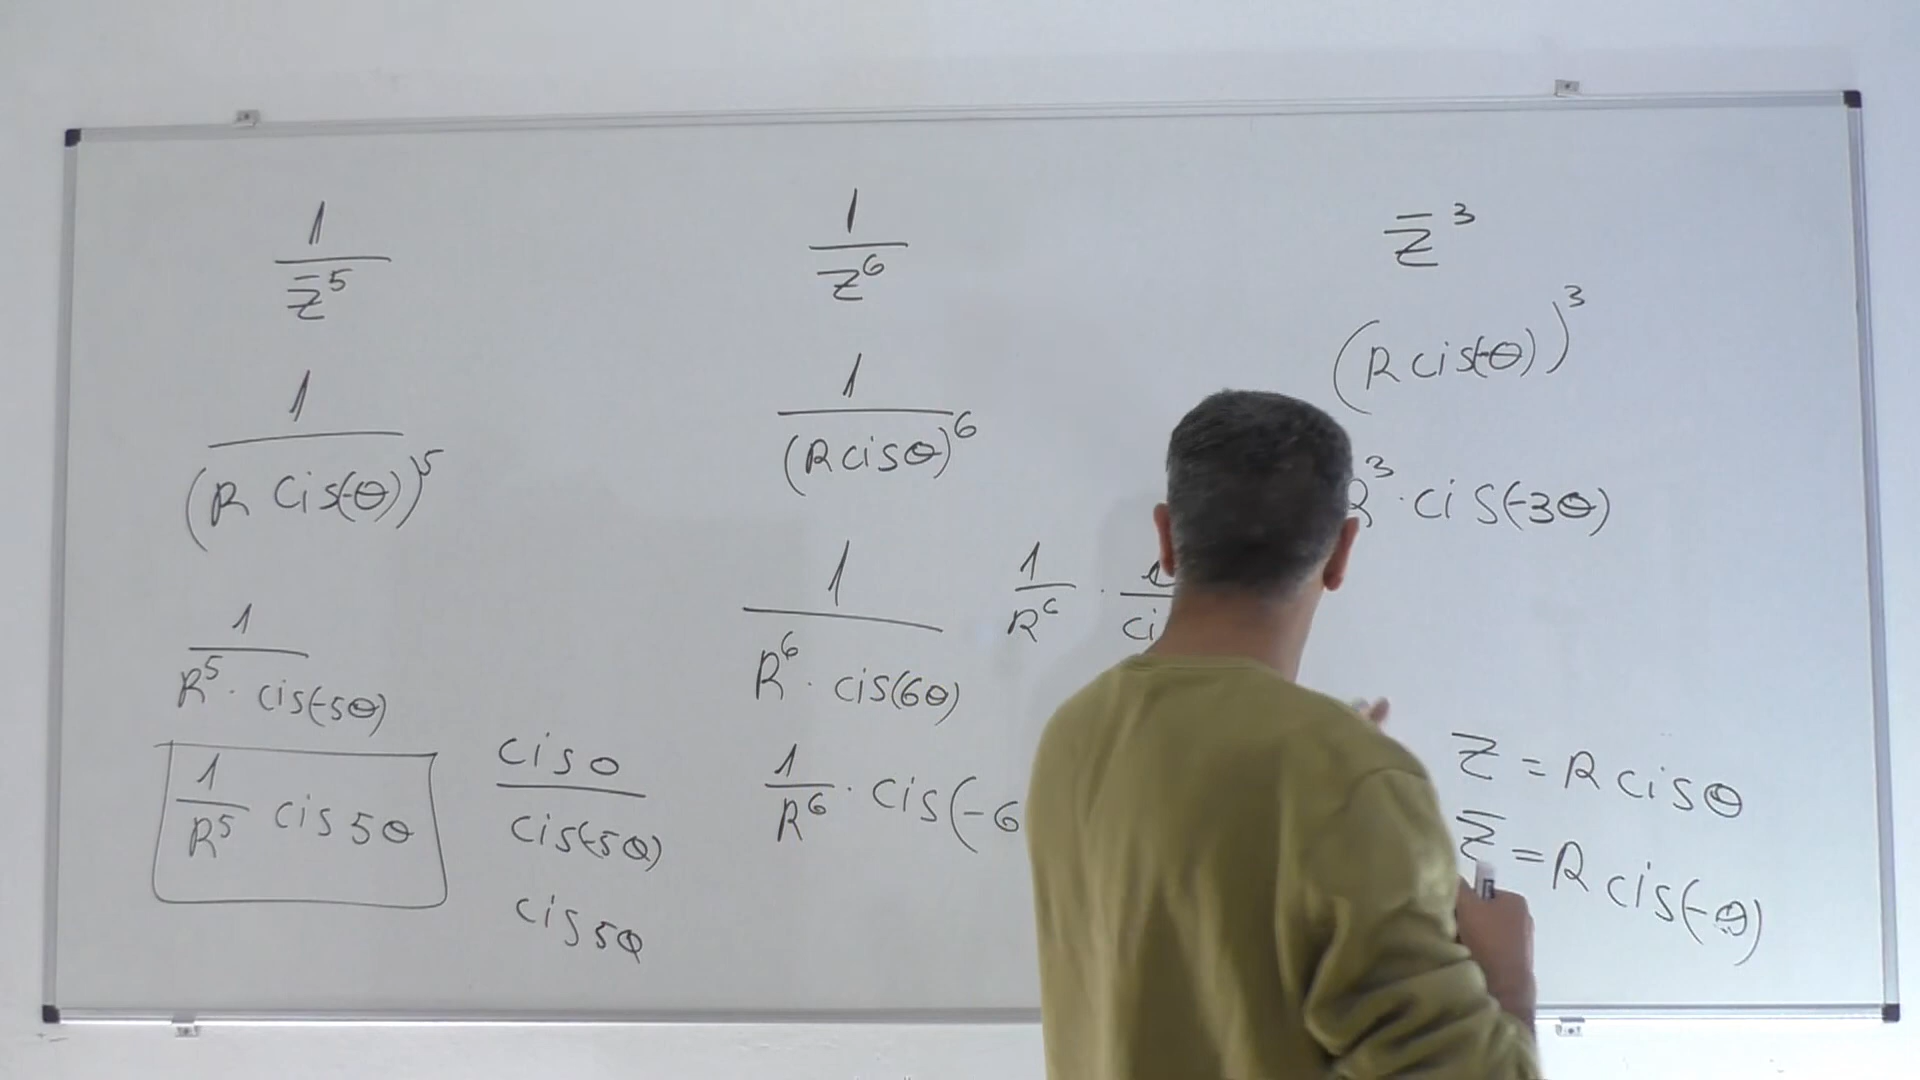 1
z̄⁵
1
(R cis(-θ))⁵
1
R⁵ · cis(-5θ)
1
R⁵ cis 5θ
cis 0
cis(-5θ)
cis 5θ
1
z⁶
1
(R cis θ)⁶
1
R⁶ · cis(6θ)
1
R⁶ ·
ci
1
R⁶ · cis(-6
z̄³
(R cis(-θ))³
R³ · cis(-3θ)
z = R cis θ
z̄ = R cis(-θ)